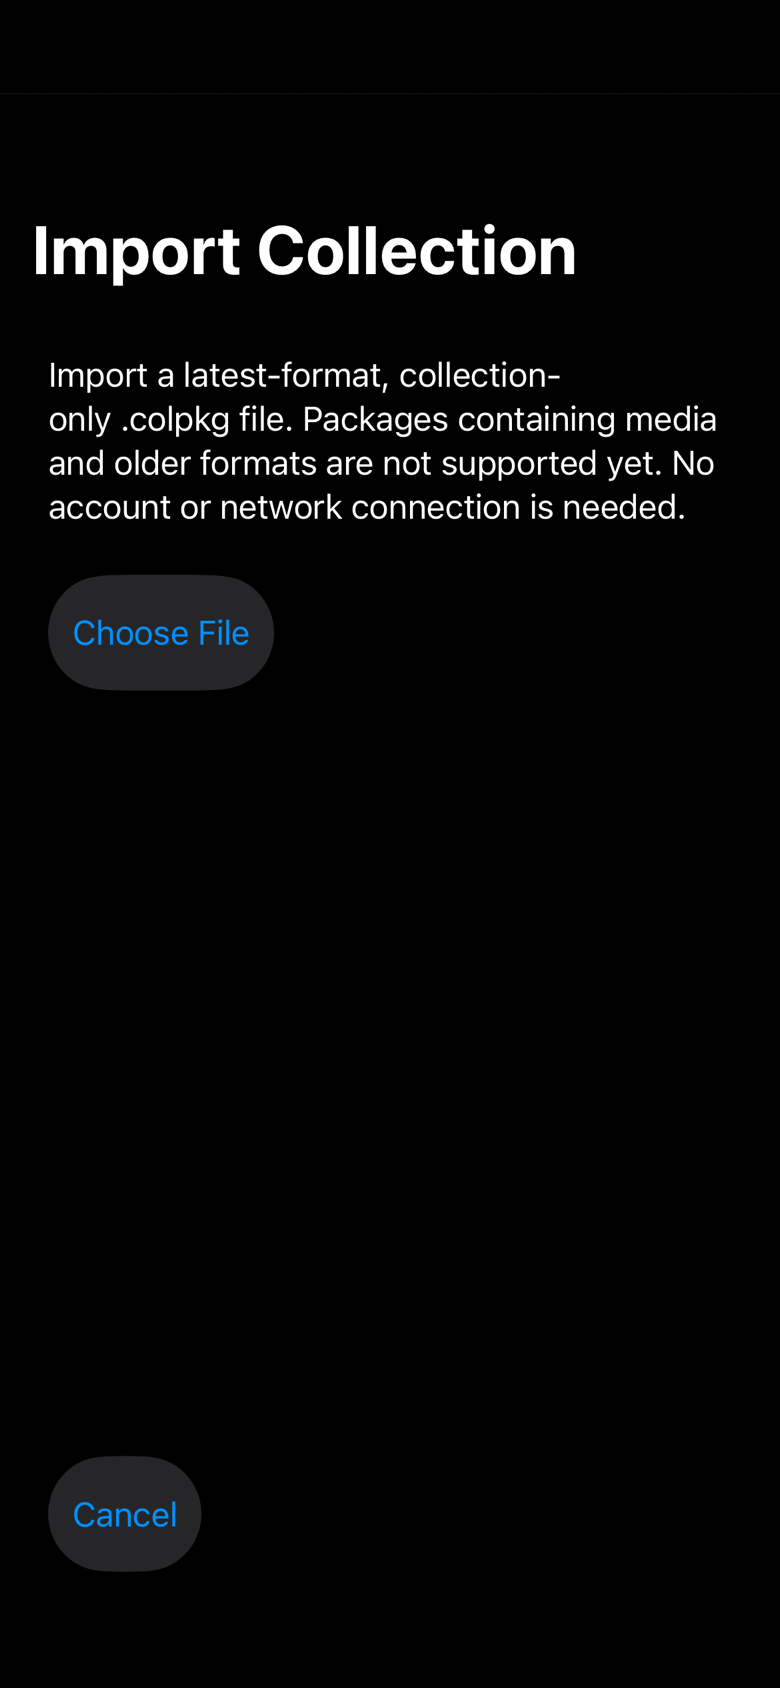 Import Collection
Import a latest-format, collection-
only .colpkg file. Packages containing media
and older formats are not supported yet. No
account or network connection is needed.
Choose File
Cancel